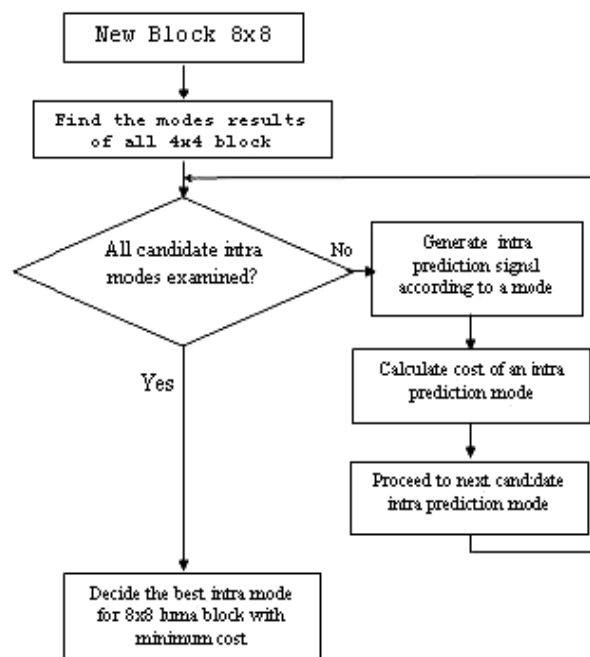 New Block 8x8
Find the modes results
of all 4x4 block
All candidate intra
modes examined?
No
Generate intra
prediction signal
according to a mode
Calculate cost of an intra
prediction mode
Yes
Proceed to next candidate
intra prediction mode
Decide the best intra mode
for 8x8 luma block with
minimum cost